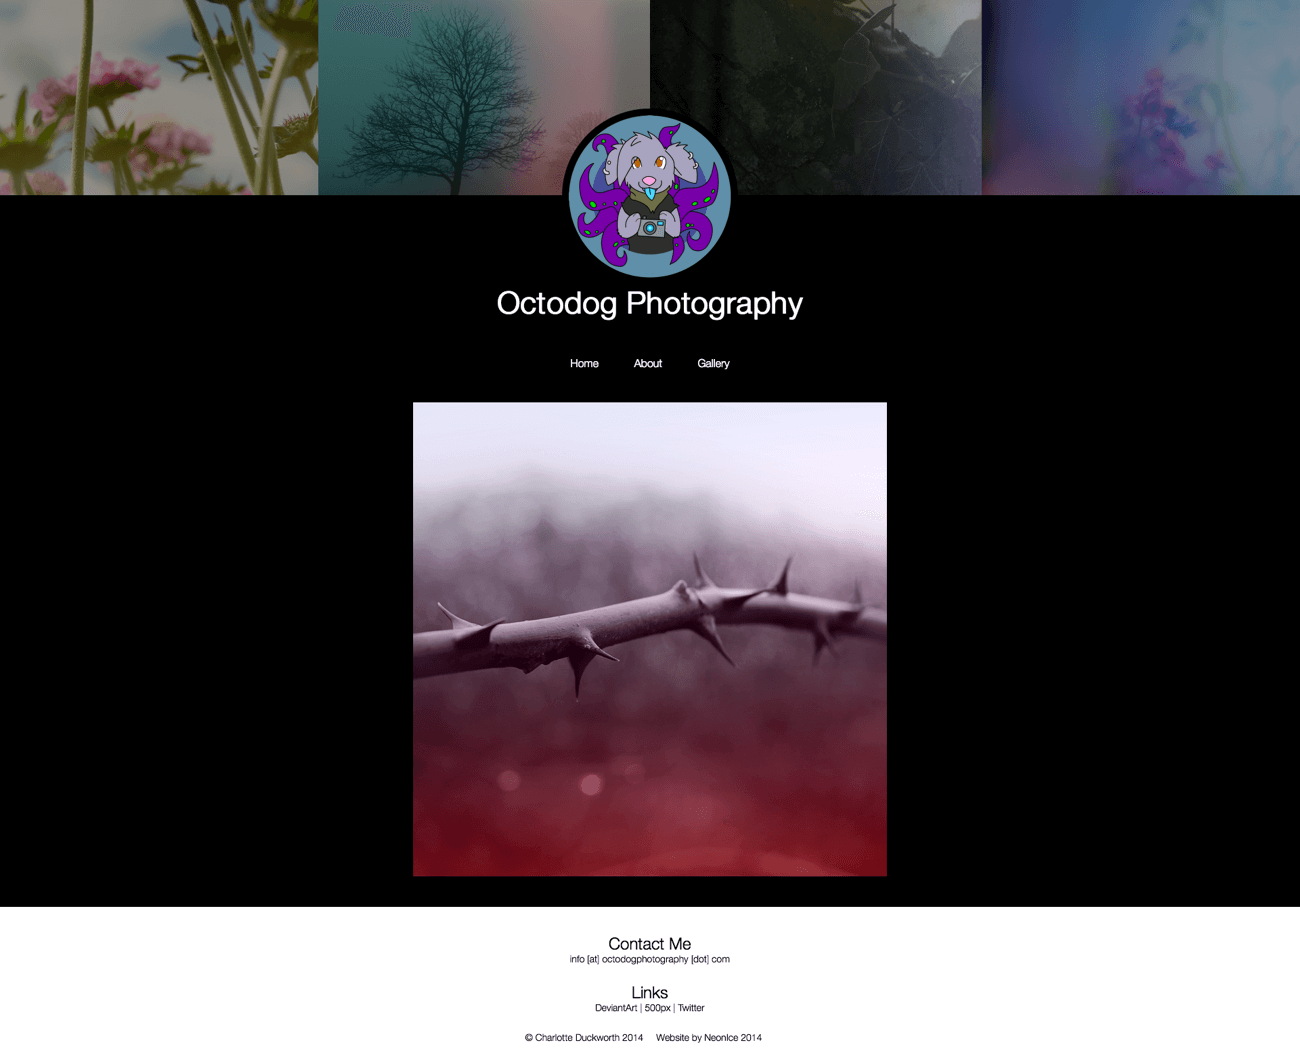 Octodog Photography
Home About Gallery
Contact Me
info [at] octodogphotography [dot] com
Links
DeviantArt | 500px | Twitter
© Charlotte Duckworth 2014 Website by NeonIce 2014